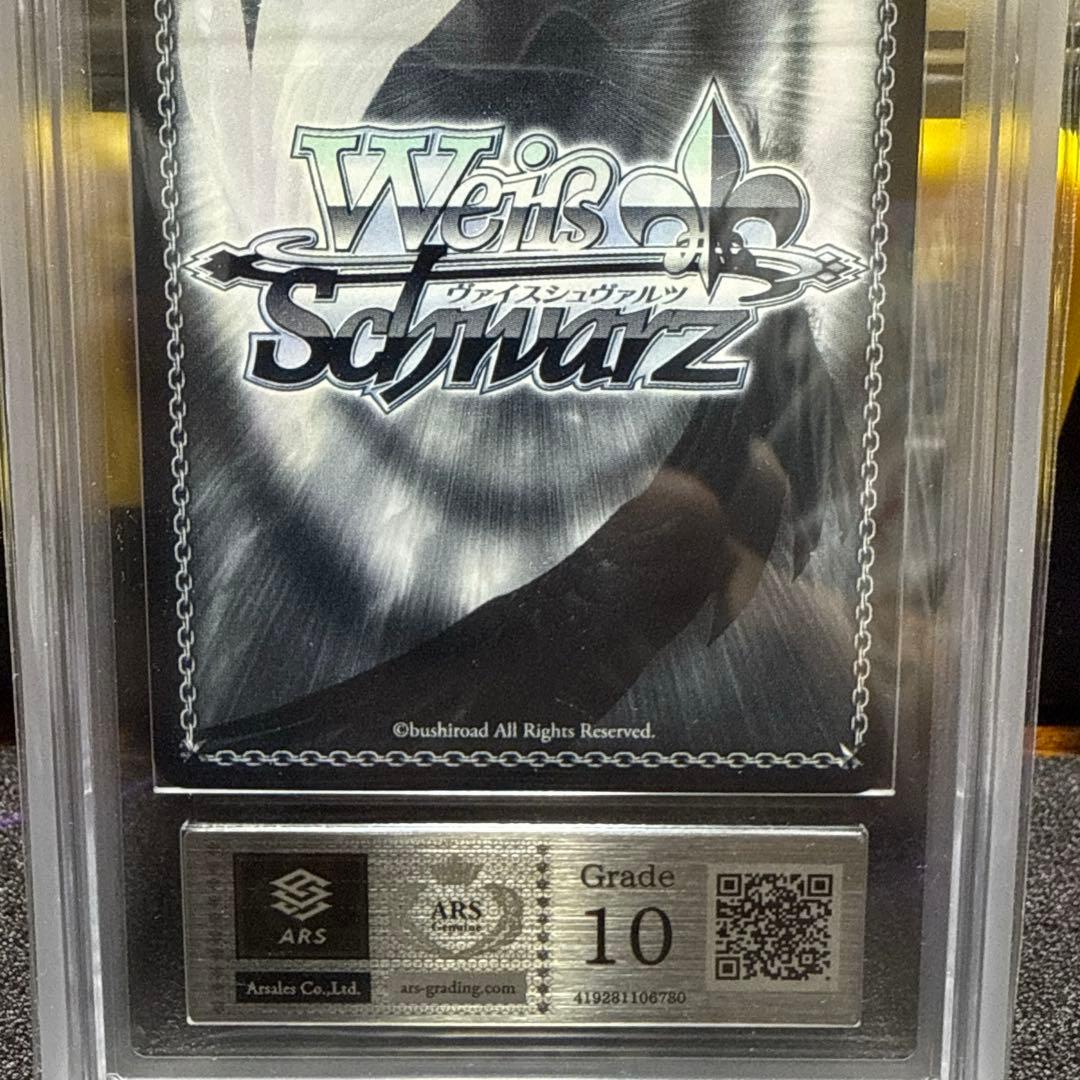 Weiß
ヴァイスシュヴァルツ
Schwarz
©bushiroad All Rights Reserved.
ARS
Arsales Co.,Ltd.
ARS
Genuine
ars-grading.com
Grade
10
419281106780